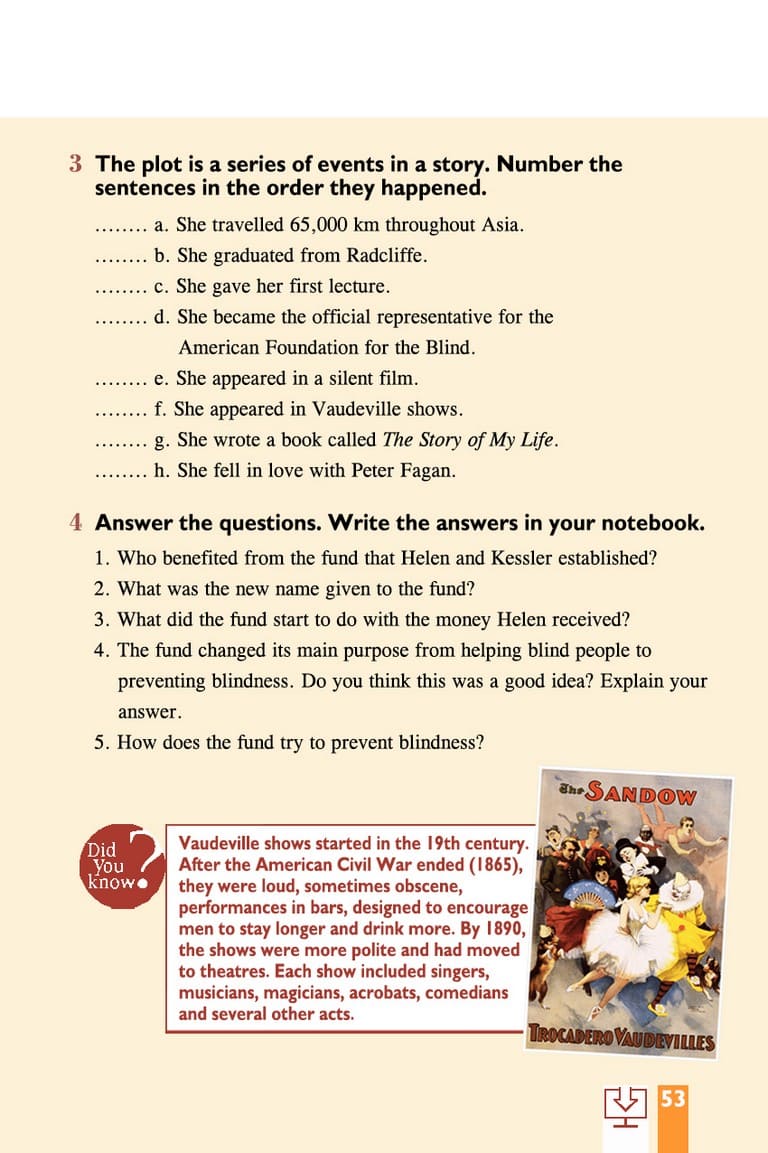 3 The plot is a series of events in a story. Number the
sentences in the order they happened.
........ a. She travelled 65,000 km throughout Asia.
........ b. She graduated from Radcliffe.
........ c. She gave her first lecture.
........ d. She became the official representative for the
American Foundation for the Blind.
........ e. She appeared in a silent film.
........ f. She appeared in Vaudeville shows.
........ g. She wrote a book called The Story of My Life.
........ h. She fell in love with Peter Fagan.
4 Answer the questions. Write the answers in your notebook.
1. Who benefited from the fund that Helen and Kessler established?
2. What was the new name given to the fund?
3. What did the fund start to do with the money Helen received?
4. The fund changed its main purpose from helping blind people to
preventing blindness. Do you think this was a good idea? Explain your
answer.
5. How does the fund try to prevent blindness?
The SANDOW
TROCADERO VAUDEVILLES
Did
You
know?
Vaudeville shows started in the 19th century.
After the American Civil War ended (1865),
they were loud, sometimes obscene,
performances in bars, designed to encourage
men to stay longer and drink more. By 1890,
the shows were more polite and had moved
to theatres. Each show included singers,
musicians, magicians, acrobats, comedians
and several other acts.
53